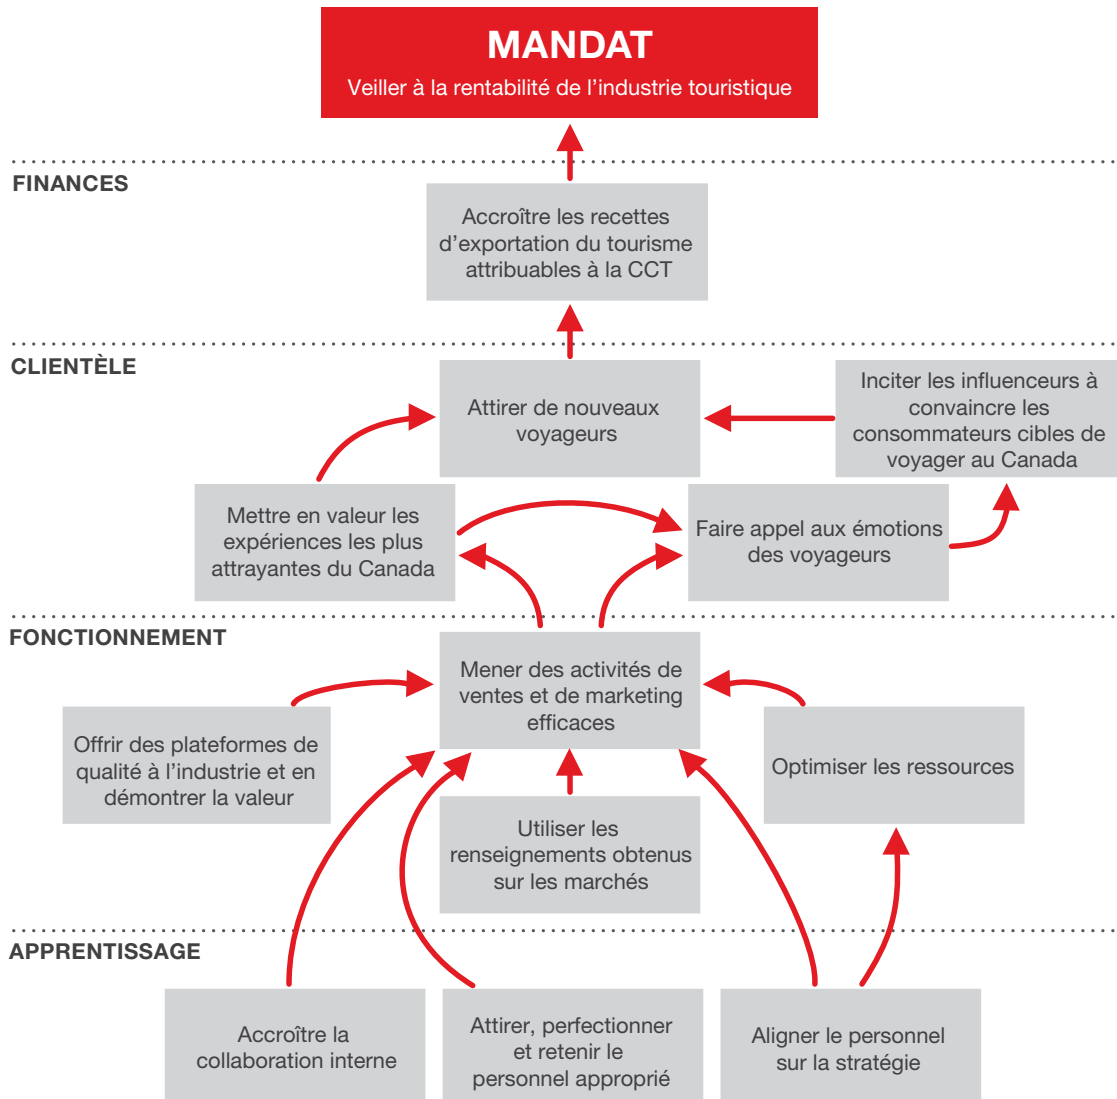 MANDAT
Veiller à la rentabilité de l’industrie touristique
FINANCES
Accroître les recettes
d’exportation du tourisme
attribuables à la CCT
CLIENTÈLE
Attirer de nouveaux
voyageurs
Inciter les influenceurs à
convaincre les
consommateurs cibles de
voyager au Canada
Mettre en valeur les
expériences les plus
attrayantes du Canada
Faire appel aux émotions
des voyageurs
FONCTIONNEMENT
Mener des activités de
ventes et de marketing
efficaces
Offrir des plateformes de
qualité à l’industrie et en
démontrer la valeur
Optimiser les ressources
Utiliser les
renseignements obtenus
sur les marchés
APPRENTISSAGE
Accroître la
collaboration interne
Attirer, perfectionner
et retenir le
personnel approprié
Aligner le personnel
sur la stratégie